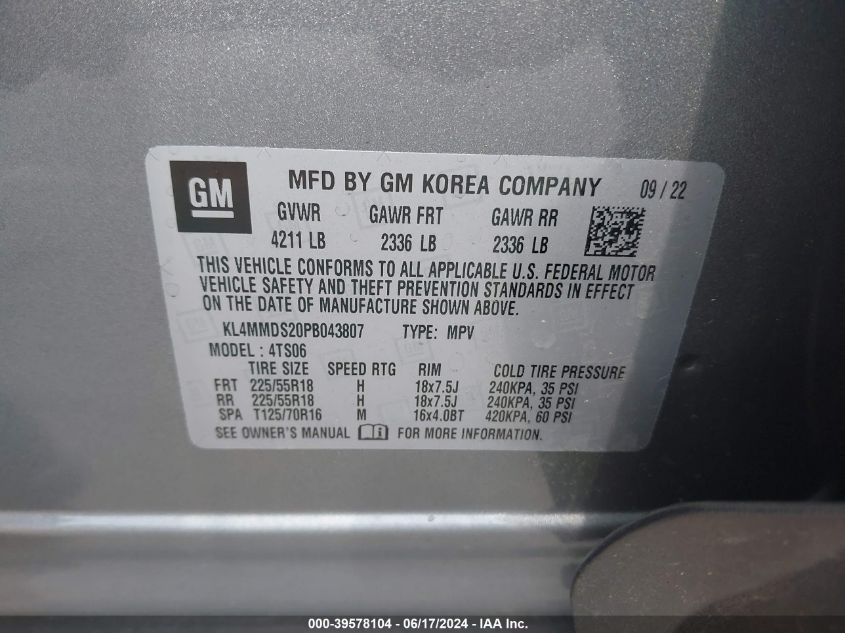 GM MFD BY GM KOREA COMPANY 09 / 22
GVWR GAWR FRT GAWR RR
4211 LB 2336 LB 2336 LB
THIS VEHICLE CONFORMS TO ALL APPLICABLE U.S. FEDERAL MOTOR
VEHICLE SAFETY AND THEFT PREVENTION STANDARDS IN EFFECT
ON THE DATE OF MANUFACTURE SHOWN ABOVE.
KL4MMDS20PB043807 TYPE: MPV
MODEL : 4TS06
TIRE SIZE SPEED RTG RIM COLD TIRE PRESSURE
FRT 225/55R18 H 18x7.5J 240KPA, 35 PSI
RR 225/55R18 H 18x7.5J 240KPA, 35 PSI
SPA T125/70R16 M 16x4.0BT 420KPA, 60 PSI
SEE OWNER'S MANUAL FOR MORE INFORMATION.
000-39578104 - 06/17/2024 - IAA Inc.